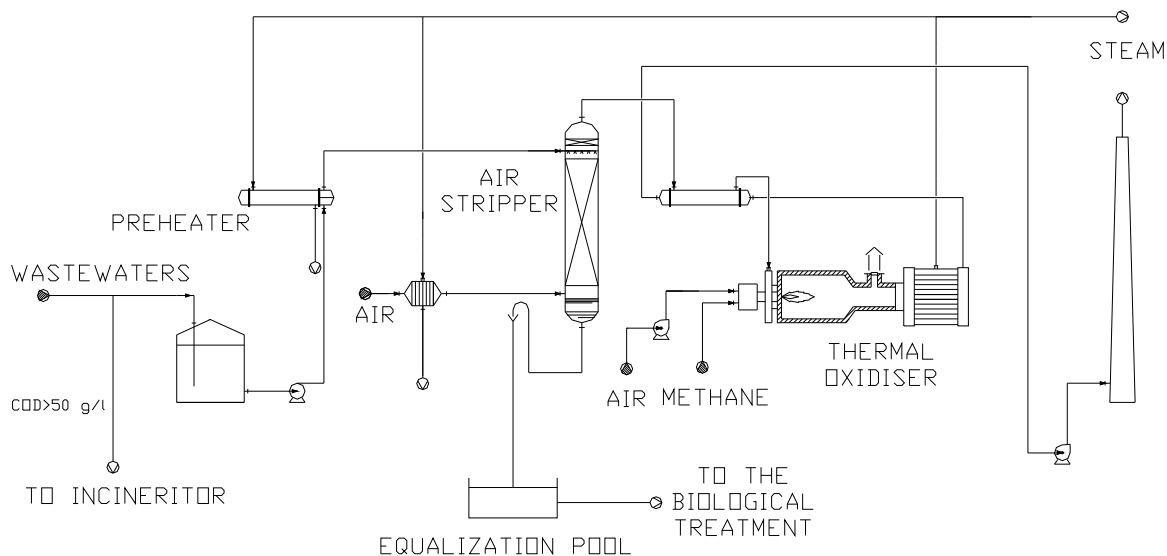 STEAM
AIR
STRIPPER
PREHEATER
WASTEWATERS
AIR
THERMAL
OXIDISER
AIR METHANE
COD>50 g/l
TO INCINERITOR
TO THE
BIOLOGICAL
TREATMENT
EQUALIZATION POOL